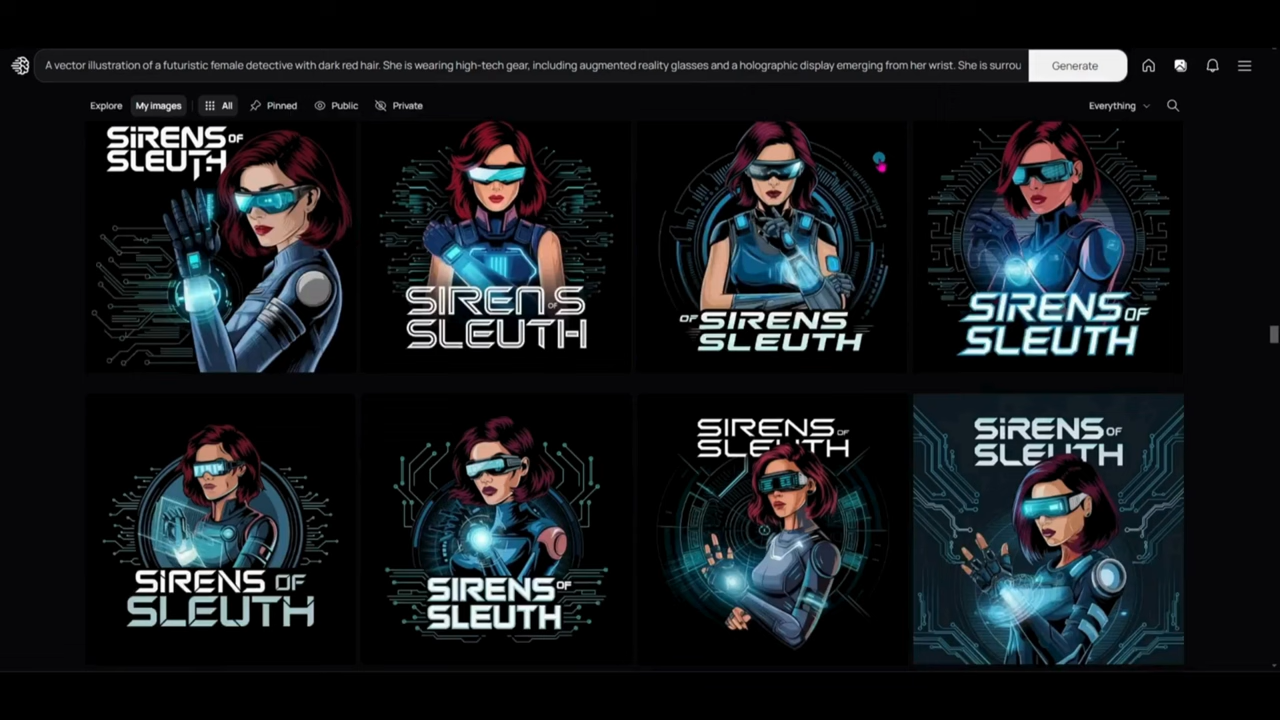 A vector illustration of a futuristic female detective with dark red hair. She is wearing high-tech gear, including augmented reality glasses and a holographic display emerging from her wrist. She is surrou
Generate
Explore
My images
All
Pinned
Public
Private
Everything
SiRENS OF
SLEUTH
SIRENS
OF
SLEUTH
OF SIRENS
SLEUTH
SIRENS OF
SLEUTH
SiRENS OF
SLEUTH
SIRENS OF
SLEUTH
SIRENS OF
SLEUTH
SiRENS OF
SLEUTH